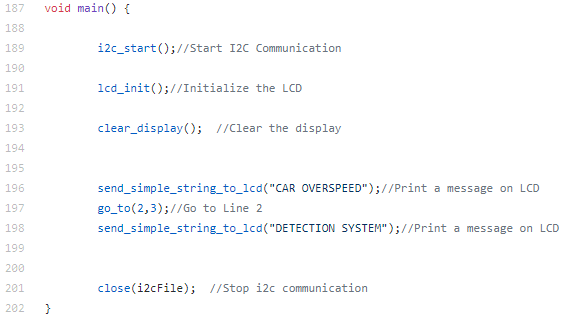 187 void main() {
188
189 i2c_start();//Start I2C Communication
190
191 lcd_init();//Initialize the LCD
192
193 clear_display();  //Clear the display
194
195
196 send_simple_string_to_lcd("CAR OVERSPEED");//Print a message on LCD
197 go_to(2,3);//Go to Line 2
198 send_simple_string_to_lcd("DETECTION SYSTEM");//Print a message on LCD
199
200
201 close(i2cFile);  //Stop i2c communication
202 }